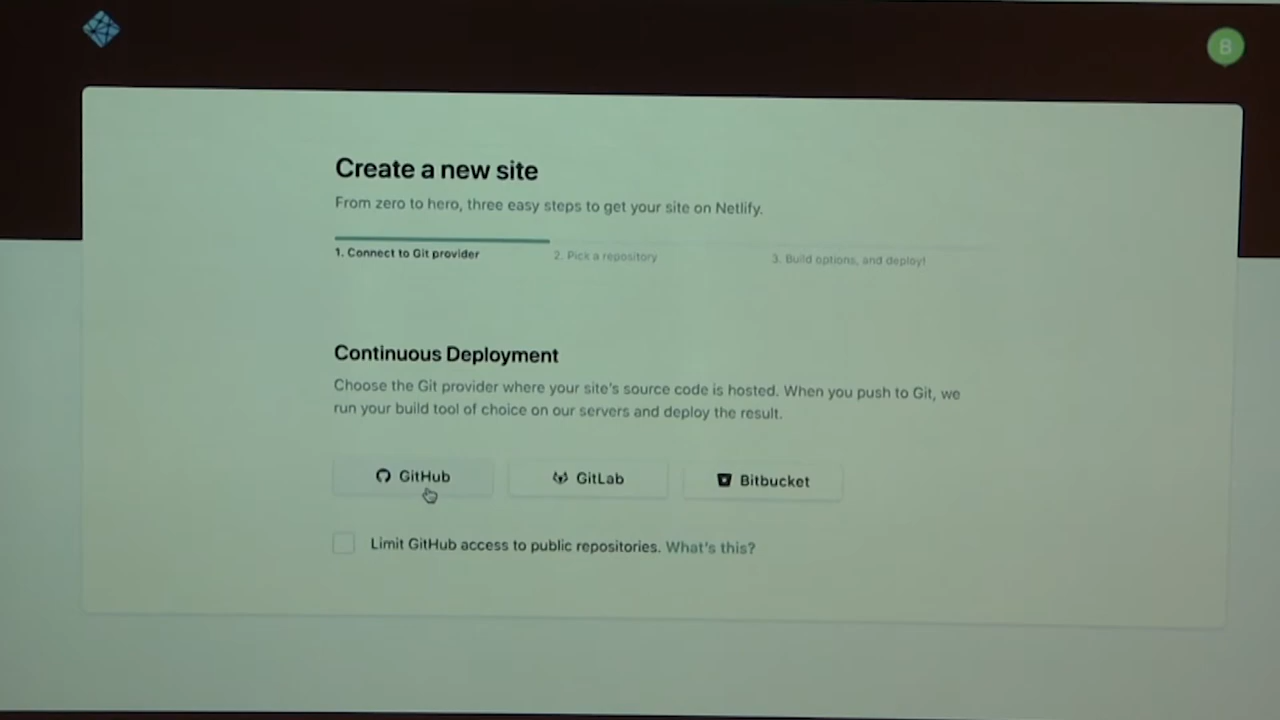 B
Create a new site
From zero to hero, three easy steps to get your site on Netlify.
1. Connect to Git provider
2. Pick a repository
3. Build options, and deploy!
Continuous Deployment
Choose the Git provider where your site's source code is hosted. When you push to Git, we
run your build tool of choice on our servers and deploy the result.
GitHub
GitLab
Bitbucket
Limit GitHub access to public repositories. What's this?